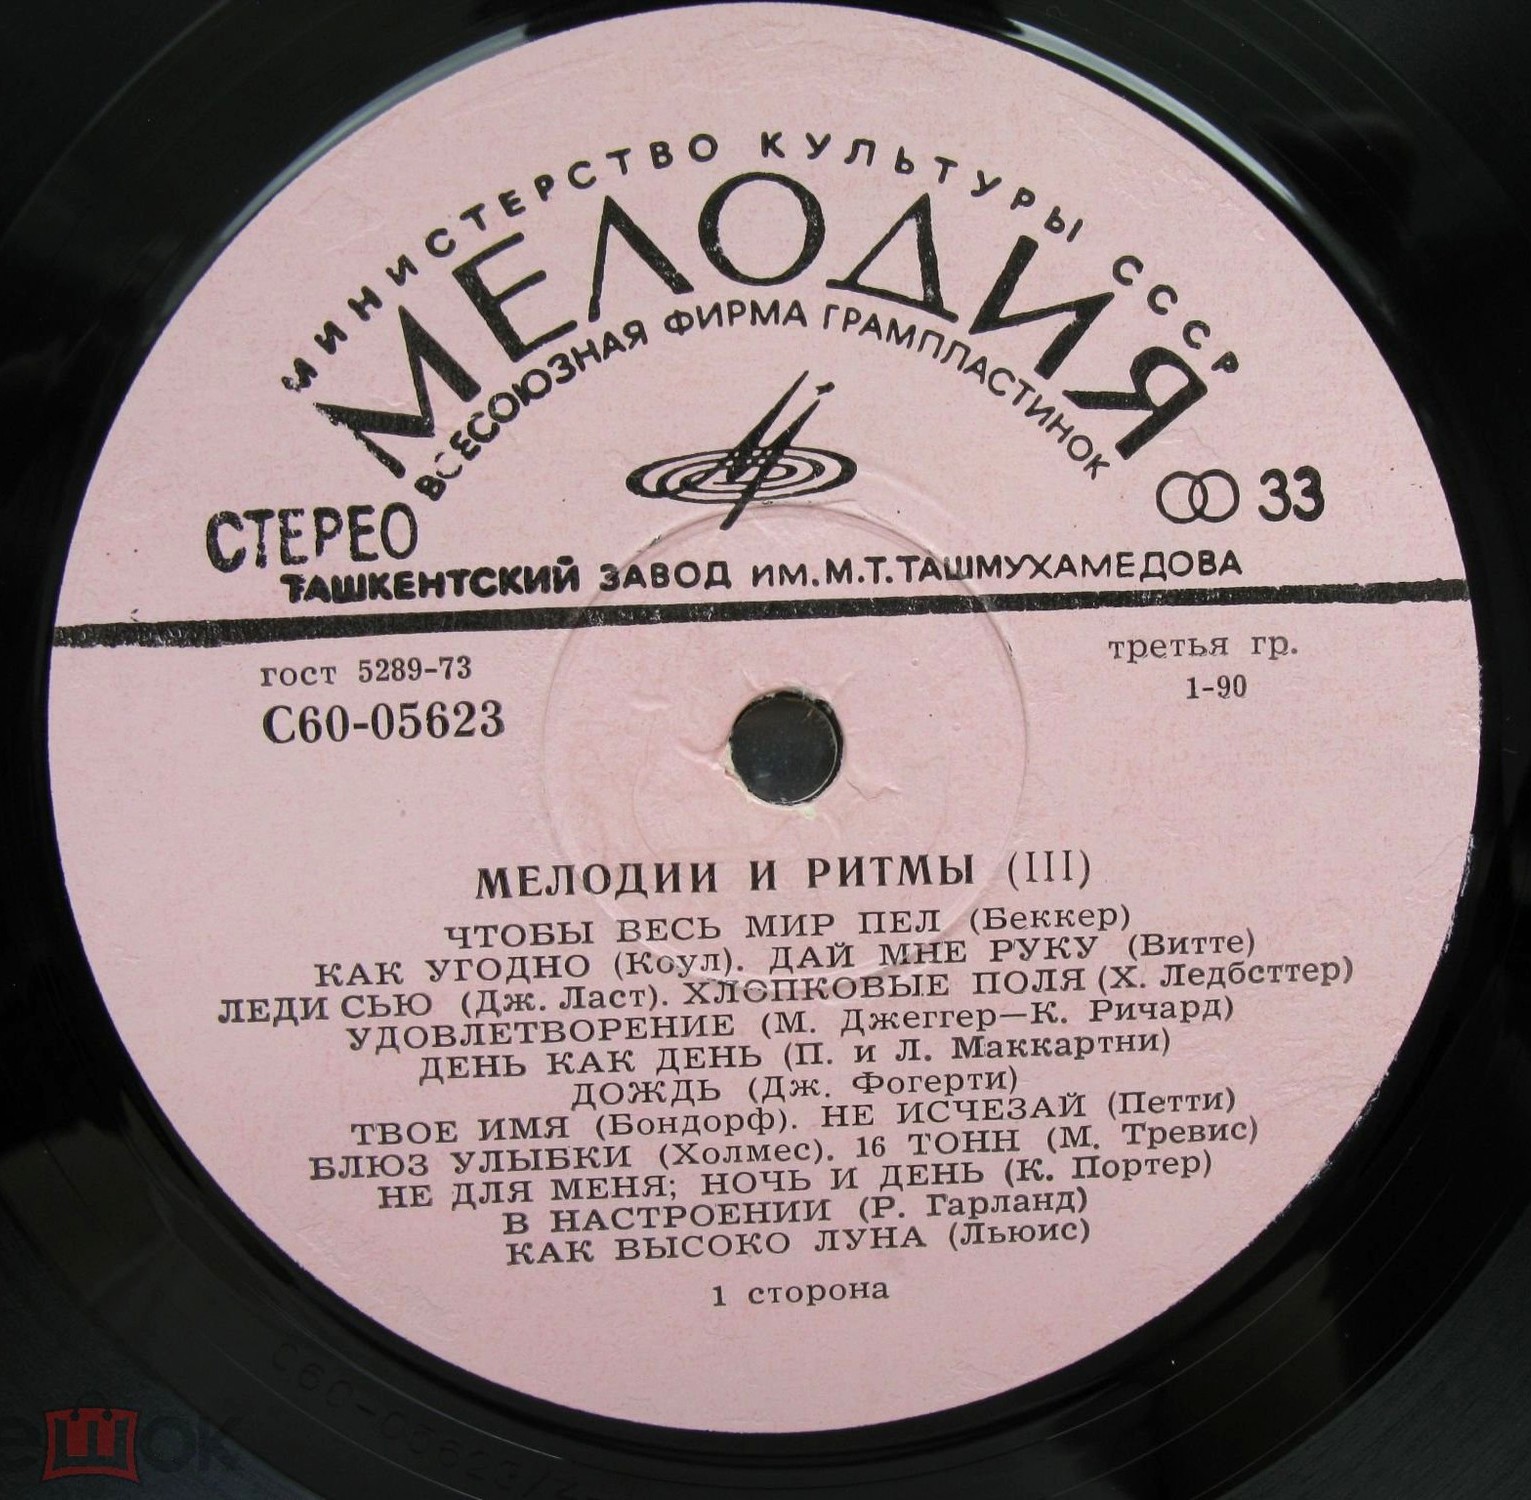 МИНИСТЕРСТВО КУЛЬТУРЫ СССР
МЕЛОДИЯ
ВСЕСОЮЗНАЯ ФИРМА ГРАМПЛАСТИНОК
СТЕРЕО
33
ТАШКЕНТСКИЙ ЗАВОД ИМ. М.Т.ТАШМУХАМЕДОВА
гост 5289-73
третья гр.
С60-05623
1-90
МЕЛОДИИ И РИТМЫ (III)
ЧТОБЫ ВЕСЬ МИР ПЕЛ (Беккер)
КАК УГОДНО (Коул). ДАЙ МНЕ РУКУ (Витте)
ЛЕДИ СЬЮ (Дж. Ласт). ХЛОПКОВЫЕ ПОЛЯ (Х. Ледбсттер)
УДОВЛЕТВОРЕНИЕ (М. Джеггер—К. Ричард)
ДЕНЬ КАК ДЕНЬ (П. и Л. Маккартни)
ДОЖДЬ (Дж. Фогерти)
ТВОЕ ИМЯ (Бондорф). НЕ ИСЧЕЗАЙ (Петти)
БЛЮЗ УЛЫБКИ (Холмес). 16 ТОНН (М. Тревис)
НЕ ДЛЯ МЕНЯ; НОЧЬ И ДЕНЬ (К. Портер)
В НАСТРОЕНИИ (Р. Гарланд)
КАК ВЫСОКО ЛУНА (Льюис)
1 сторона